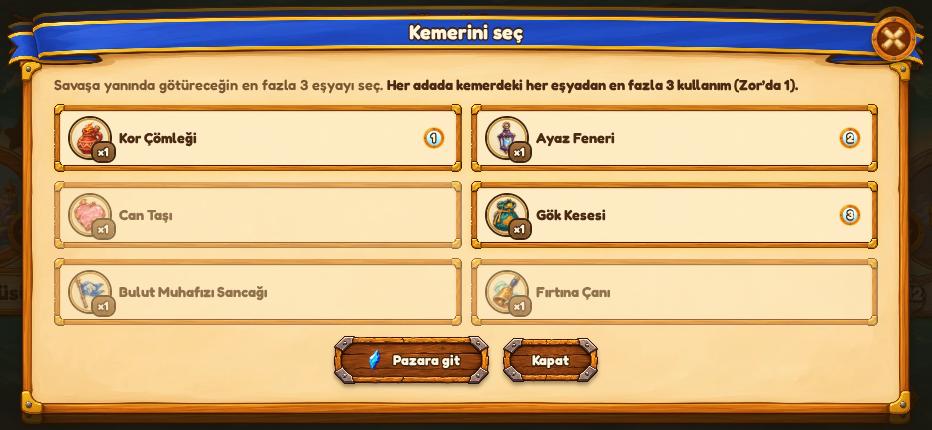 Kemerini seç
Savaşa yanında götüreceğin en fazla 3 eşyayı seç. Her adada kemerdeki her eşyadan en fazla 3 kullanım (Zor'da 1).
Kor Çömleği
x1
1
Ayaz Feneri
x1
2
Can Taşı
x1
Gök Kesesi
x1
3
Bulut Muhafızı Sancağı
x1
Fırtına Çanı
x1
Pazara git
Kapat